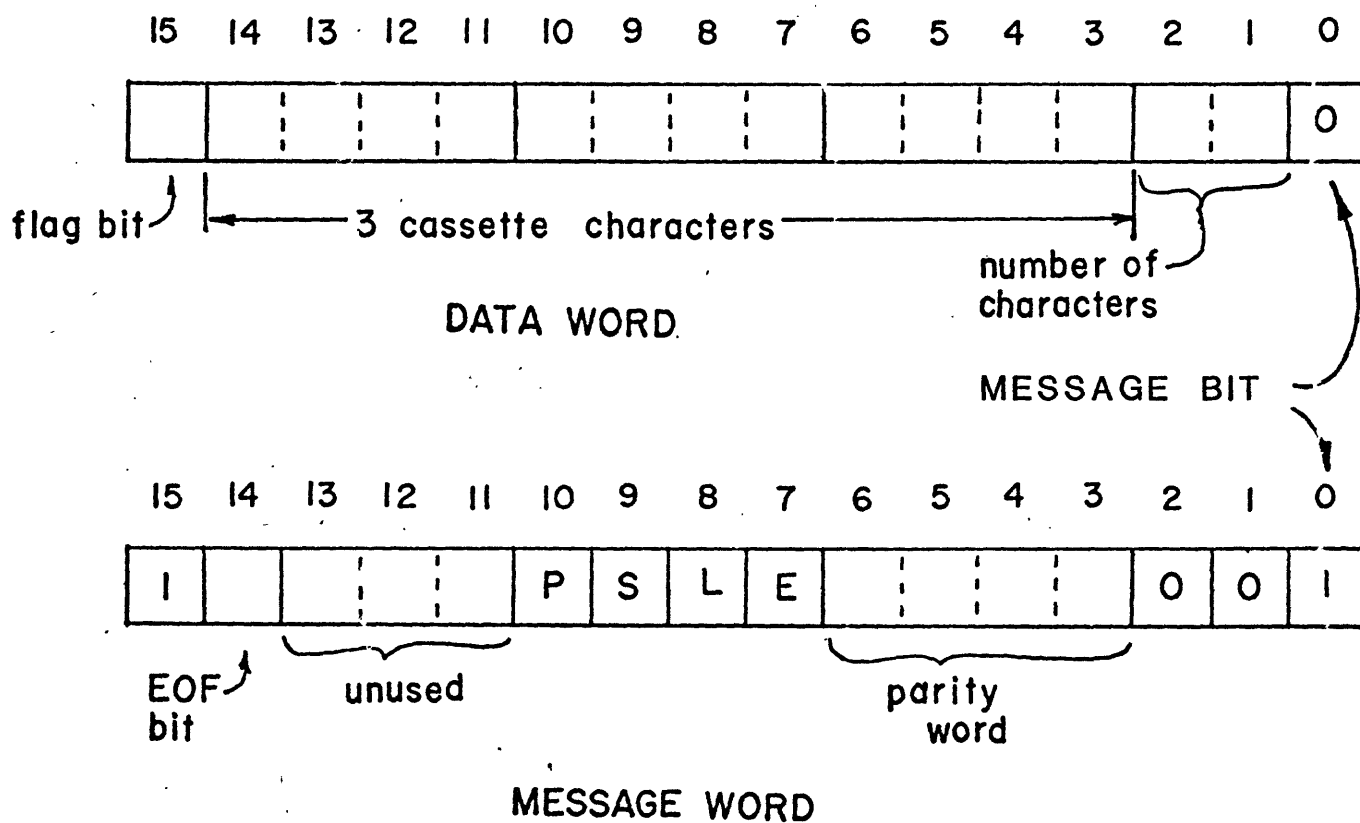 15 14 13 12 11 10 9 8 7 6 5 4 3 2 1 0
0
flag bit
3 cassette characters
number of
characters
DATA WORD
MESSAGE BIT
15 14 13 12 11 10 9 8 7 6 5 4 3 2 1 0
1 P S L E 0 0 1
EOF
bit
unused
parity
word
MESSAGE WORD